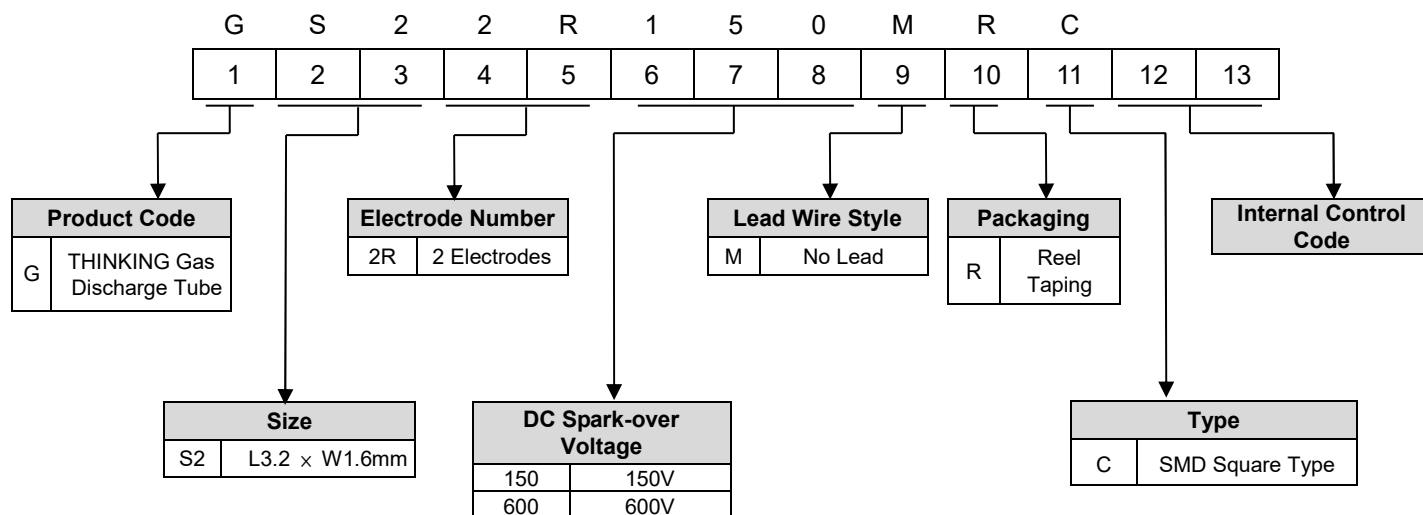 G S 2 2 R 1 5 0 M R C
1 2 3 4 5 6 7 8 9 10 11 12 13
Product Code
G THINKING Gas
Discharge Tube
Electrode Number
2R 2 Electrodes
Lead Wire Style
M No Lead
Packaging
R Reel
Taping
Internal Control
Code
Size
S2 L3.2 × W1.6mm
DC Spark-over
Voltage
150 150V
600 600V
Type
C SMD Square Type